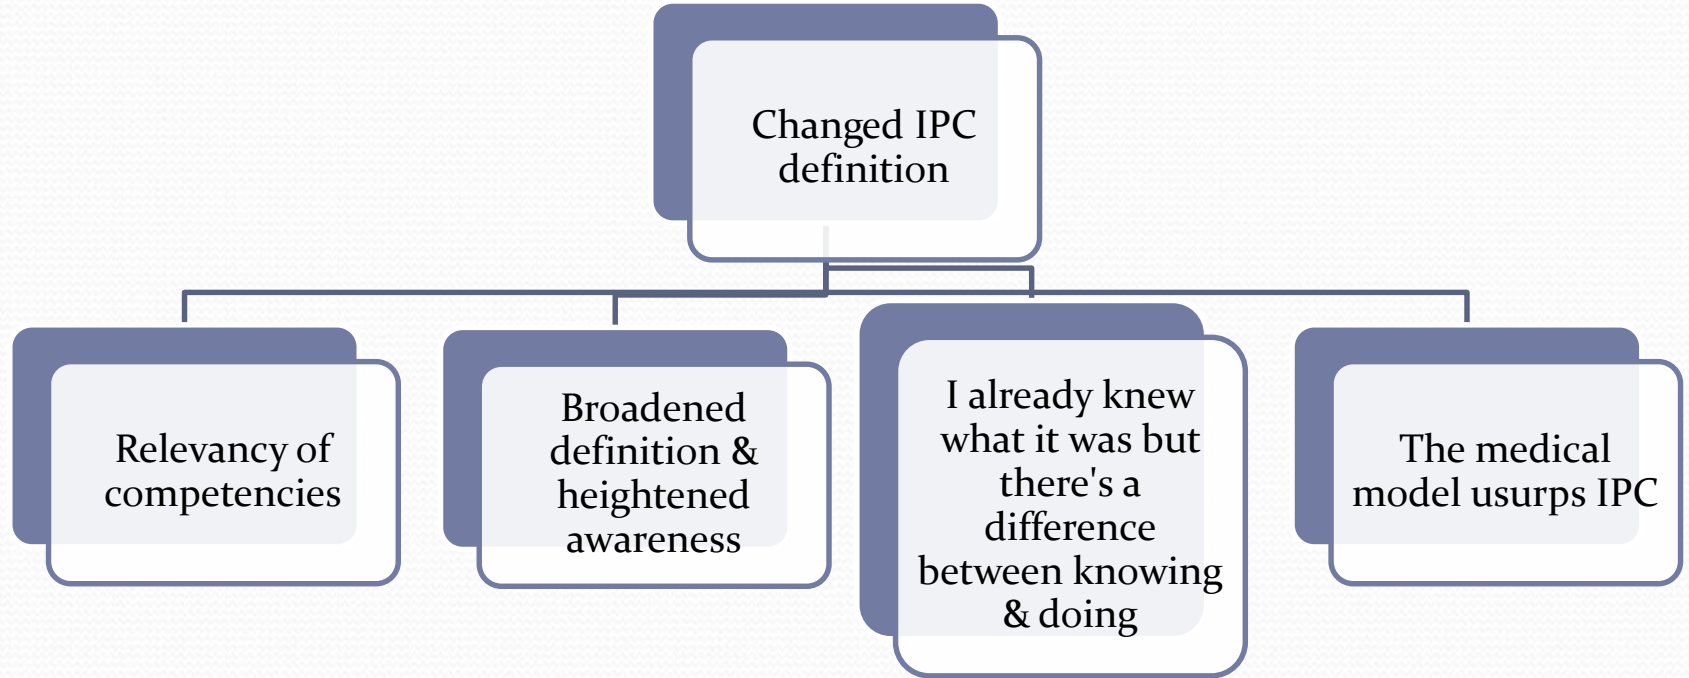 Changed IPC
definition
Relevancy of
competencies
Broadened
definition &
heightened
awareness
I already knew
what it was but
there's a
difference
between knowing
& doing
The medical
model usurps IPC